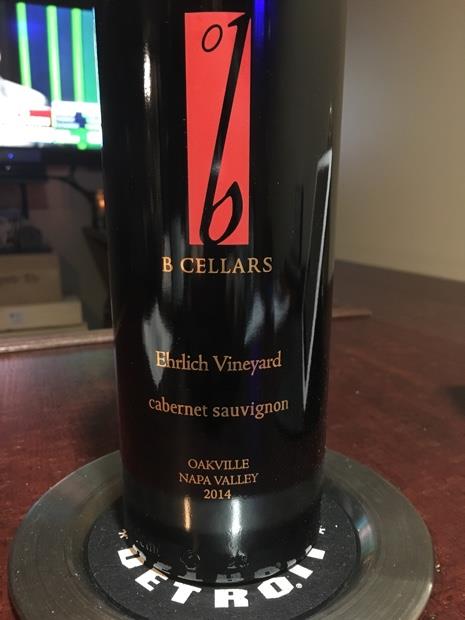 b
B CELLARS
Ehrlich Vineyard
cabernet sauvignon
OAKVILLE
NAPA VALLEY
2014
DETROIT